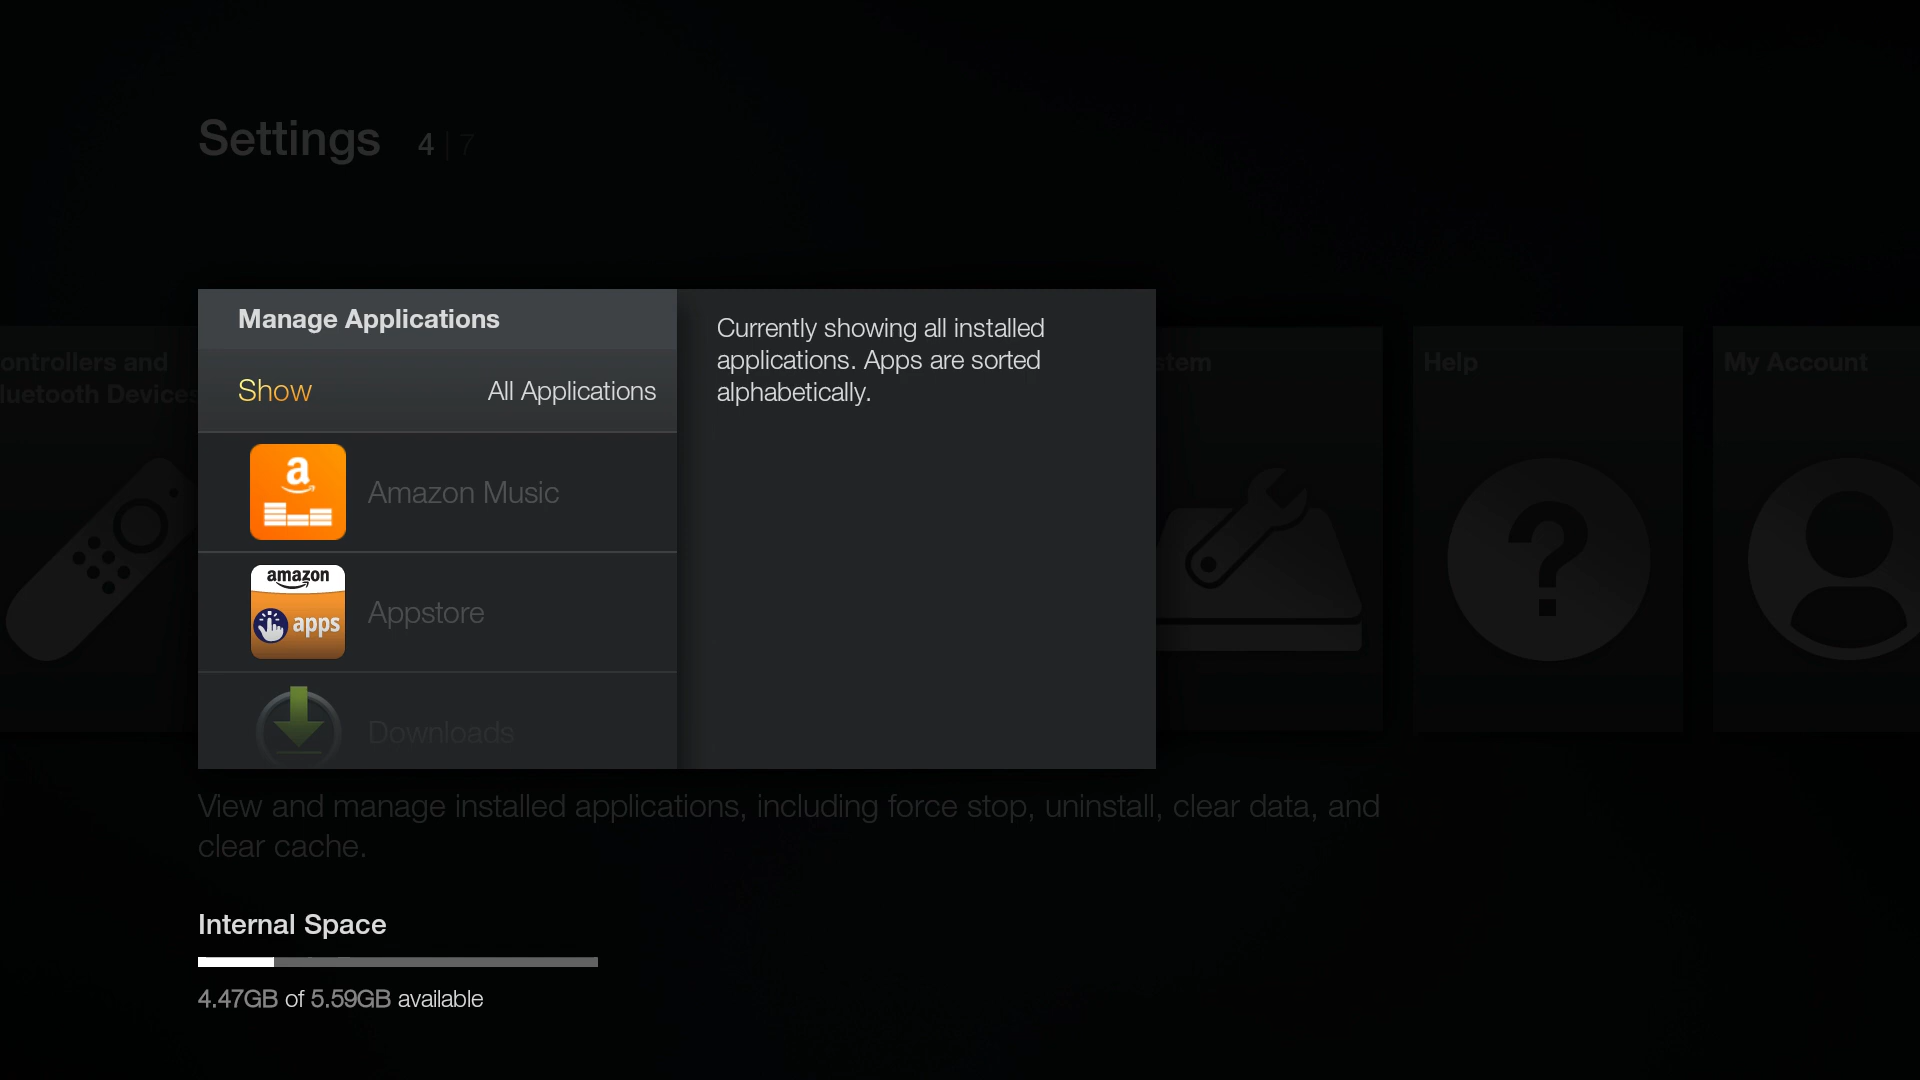 Settings 4 | 7
Manage Applications
Show All Applications
Currently showing all installed
applications. Apps are sorted
alphabetically.
ontrollers and
luetooth Devices
stem
Help
My Account
a
Amazon Music
amazon
apps
Appstore
Downloads
?
View and manage installed applications, including force stop, uninstall, clear data, and
clear cache.
Internal Space
4.47GB of 5.59GB available